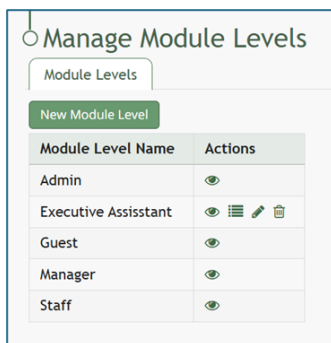 Manage Module Levels
Module Levels
New Module Level
Module Level Name Actions
Admin
Executive Assisstant
Guest
Manager
Staff